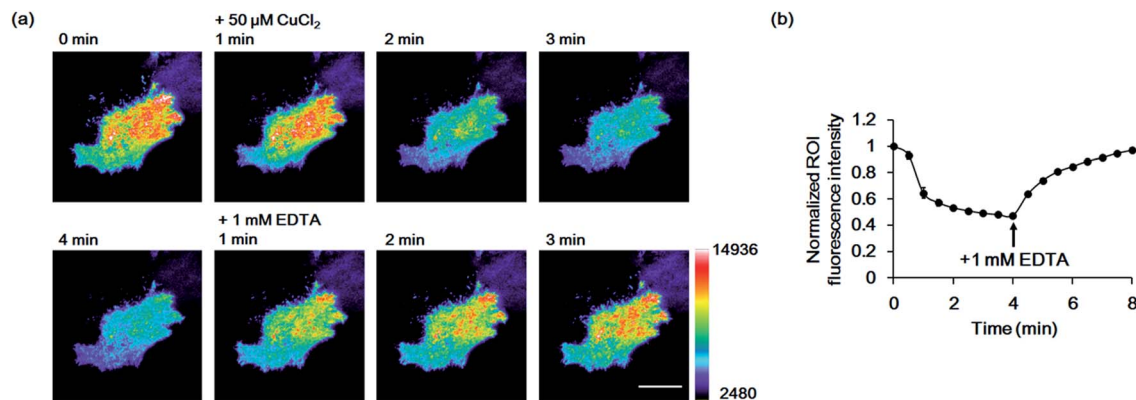 (a)
+ 50 µM CuCl₂
0 min
1 min
2 min
3 min
+ 1 mM EDTA
4 min
1 min
2 min
3 min
14936
2480
(b)
Normalized ROI
fluorescence intensity
1.2
1
0.8
0.6
0.4
0.2
0
+1 mM EDTA
0
2
4
6
8
Time (min)